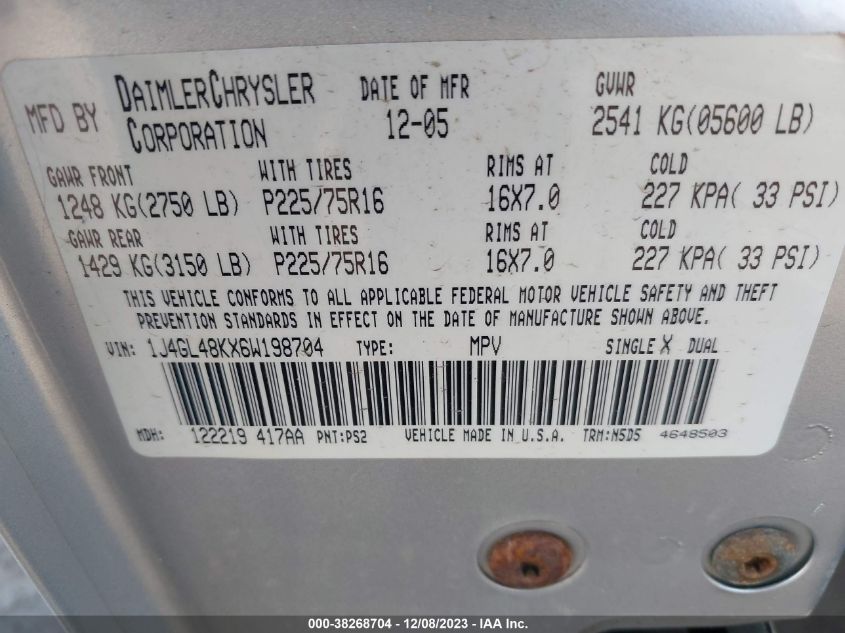 MFD BY DAIMLERCHRYSLER CORPORATION DATE OF MFR 12-05 GVWR 2541 KG(05600 LB)
GAWR FRONT WITH TIRES RIMS AT COLD
1248 KG(2750 LB) P225/75R16 16X7.0 227 KPA( 33 PSI)
GAWR REAR WITH TIRES RIMS AT COLD
1429 KG(3150 LB) P225/75R16 16X7.0 227 KPA( 33 PSI)
THIS VEHICLE CONFORMS TO ALL APPLICABLE FEDERAL MOTOR VEHICLE SAFETY AND THEFT
PREVENTION STANDARDS IN EFFECT ON THE DATE OF MANUFACTURE SHOWN ABOVE.
VIN: 1J4GL48KX6W198704 TYPE: MPV SINGLE X DUAL
MDH: 122219 417AA PNT:PS2 VEHICLE MADE IN U.S.A. TRM:N5D5 4648503
000-38268704 - 12/08/2023 - IAA Inc.